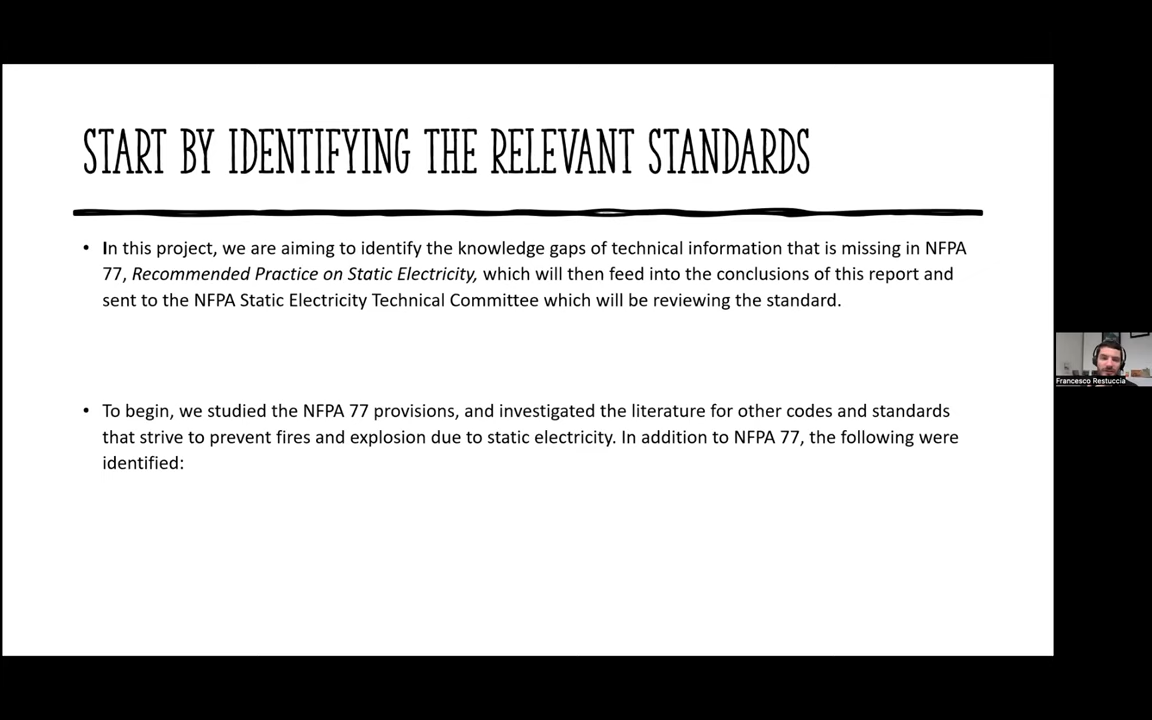 START BY IDENTIFYING THE RELEVANT STANDARDS
• In this project, we are aiming to identify the knowledge gaps of technical information that is missing in NFPA
77, Recommended Practice on Static Electricity, which will then feed into the conclusions of this report and
sent to the NFPA Static Electricity Technical Committee which will be reviewing the standard.
Francesco Restuccia
• To begin, we studied the NFPA 77 provisions, and investigated the literature for other codes and standards
that strive to prevent fires and explosion due to static electricity. In addition to NFPA 77, the following were
identified: